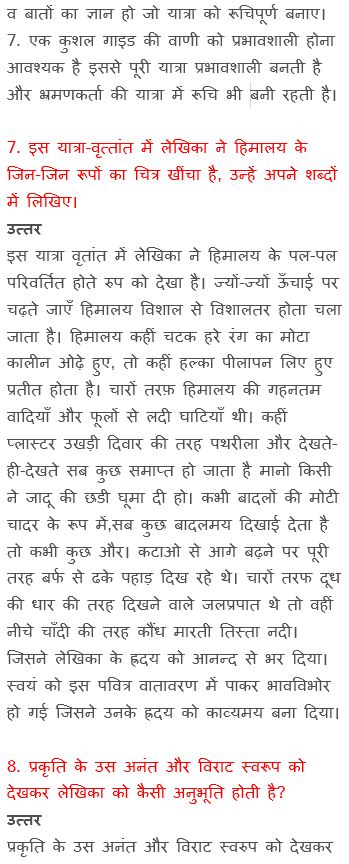 व बातों का ज्ञान हो जो यात्रा को रूचिपूर्ण बनाए।
7. एक कुशल गाइड की वाणी को प्रभावशाली होना
आवश्यक है इससे पूरी यात्रा प्रभावशाली बनती है
और भ्रमणकर्ता की यात्रा में रूचि भी बनी रहती है।
7. इस यात्रा-वृत्तांत में लेखिका ने हिमालय के
जिन-जिन रूपों का चित्र खींचा है, उन्हें अपने शब्दों
में लिखिए।
उत्तर
इस यात्रा वृतांत में लेखिका ने हिमालय के पल-पल
परिवर्तित होते रुप को देखा है। ज्यों-ज्यों ऊँचाई पर
चढ़ते जाएँ हिमालय विशाल से विशालतर होता चला
जाता है। हिमालय कहीं चटक हरे रंग का मोटा
कालीन ओढ़े हुए, तो कहीं हल्का पीलापन लिए हुए
प्रतीत होता है। चारों तरफ़ हिमालय की गहनतम
वादियाँ और फूलों से लदी घाटियाँ थी। कहीं
प्लास्टर उखड़ी दिवार की तरह पथरीला और देखते-
ही-देखते सब कुछ समाप्त हो जाता है मानो किसी
ने जादू की छडी घूमा दी हो। कभी बादलों की मोटी
चादर के रूप में,सब कुछ बादलमय दिखाई देता है
तो कभी कुछ और। कटाओ से आगे बढ़ने पर पूरी
तरह बर्फ से ढके पहाड़ दिख रहे थे। चारों तरफ दूध
की धार की तरह दिखने वाले जलप्रपात थे तो वहीं
नीचे चाँदी की तरह कौंध मारती तिस्ता नदी।
जिसने लेखिका के ह्रदय को आनन्द से भर दिया।
स्वयं को इस पवित्र वातावरण में पाकर भावविभोर
हो गई जिसने उनके ह्रदय को काव्यमय बना दिया।
8. प्रकृति के उस अनंत और विराट स्वरूप को
देखकर लेखिका को कैसी अनुभूति होती है?
उत्तर
प्रकृति के उस अनंत और विराट स्वरुप को देखकर